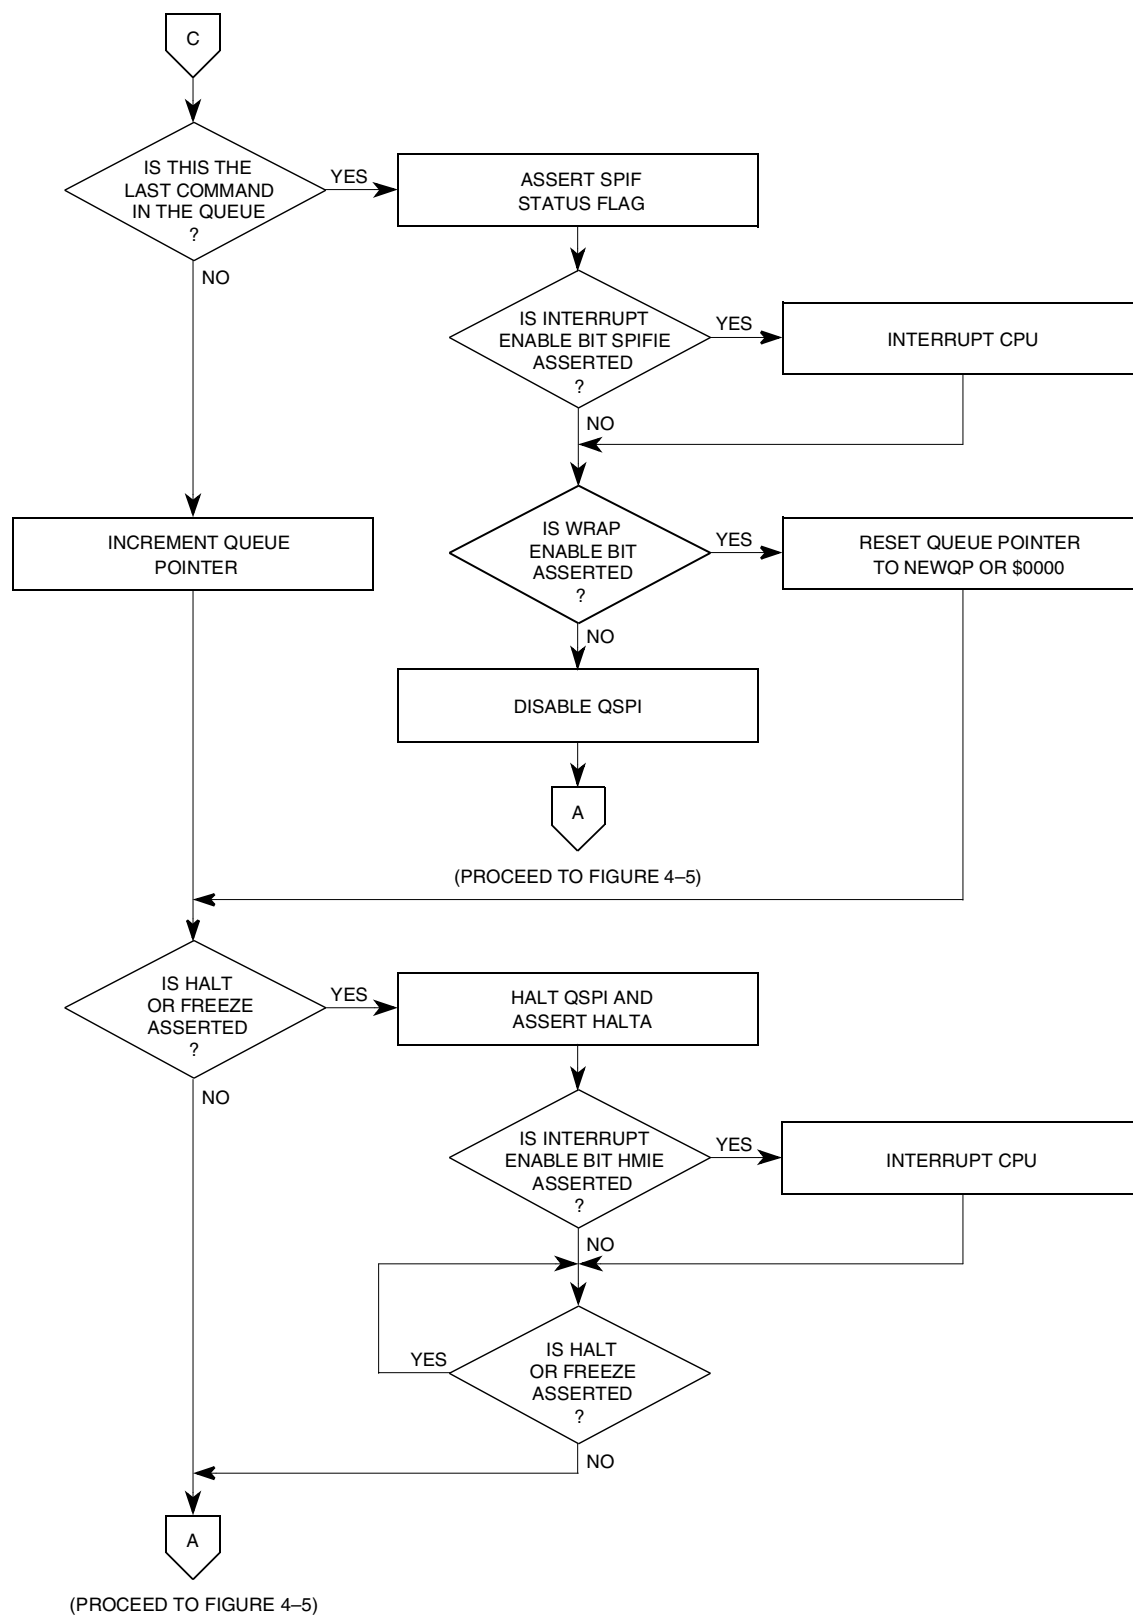 C
IS THIS THE
LAST COMMAND
IN THE QUEUE
?
YES
ASSERT SPIF
STATUS FLAG
NO
IS INTERRUPT
ENABLE BIT SPIFIE
ASSERTED
?
YES
INTERRUPT CPU
NO
INCREMENT QUEUE
POINTER
IS WRAP
ENABLE BIT
ASSERTED
?
YES
RESET QUEUE POINTER
TO NEWQP OR $0000
NO
DISABLE QSPI
A
(PROCEED TO FIGURE 4–5)
IS HALT
OR FREEZE
ASSERTED
?
YES
HALT QSPI AND
ASSERT HALTA
NO
IS INTERRUPT
ENABLE BIT HMIE
ASSERTED
?
YES
INTERRUPT CPU
NO
IS HALT
OR FREEZE
ASSERTED
?
YES
NO
A
(PROCEED TO FIGURE 4–5)